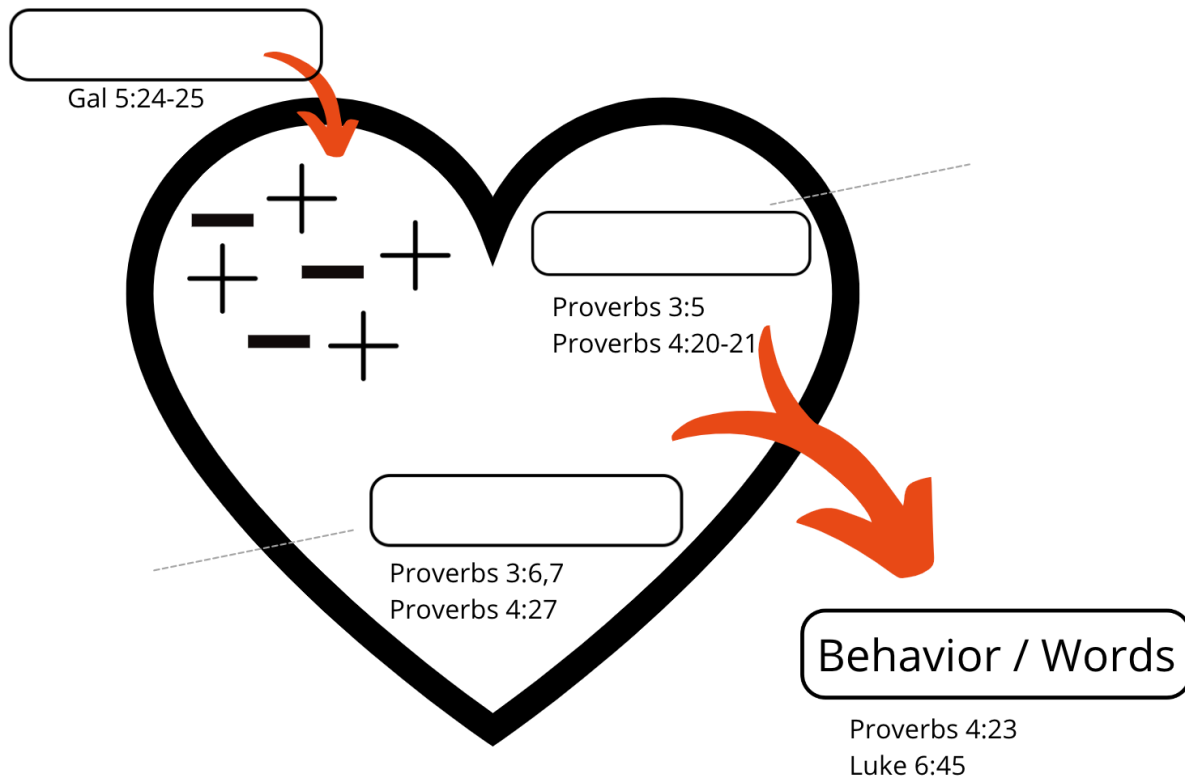 Gal 5:24-25
Proverbs 3:5
Proverbs 4:20-21
Proverbs 3:6,7
Proverbs 4:27
Behavior / Words
Proverbs 4:23
Luke 6:45